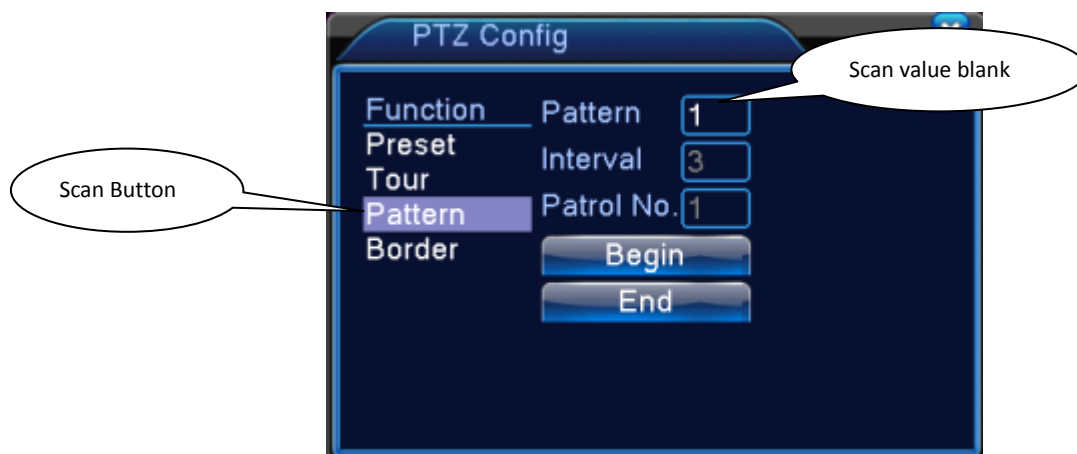 PTZ Config
Scan value blank
Function
Pattern 1
Preset
Interval 3
Tour
Scan Button
Pattern
Patrol No. 1
Border
Begin
End